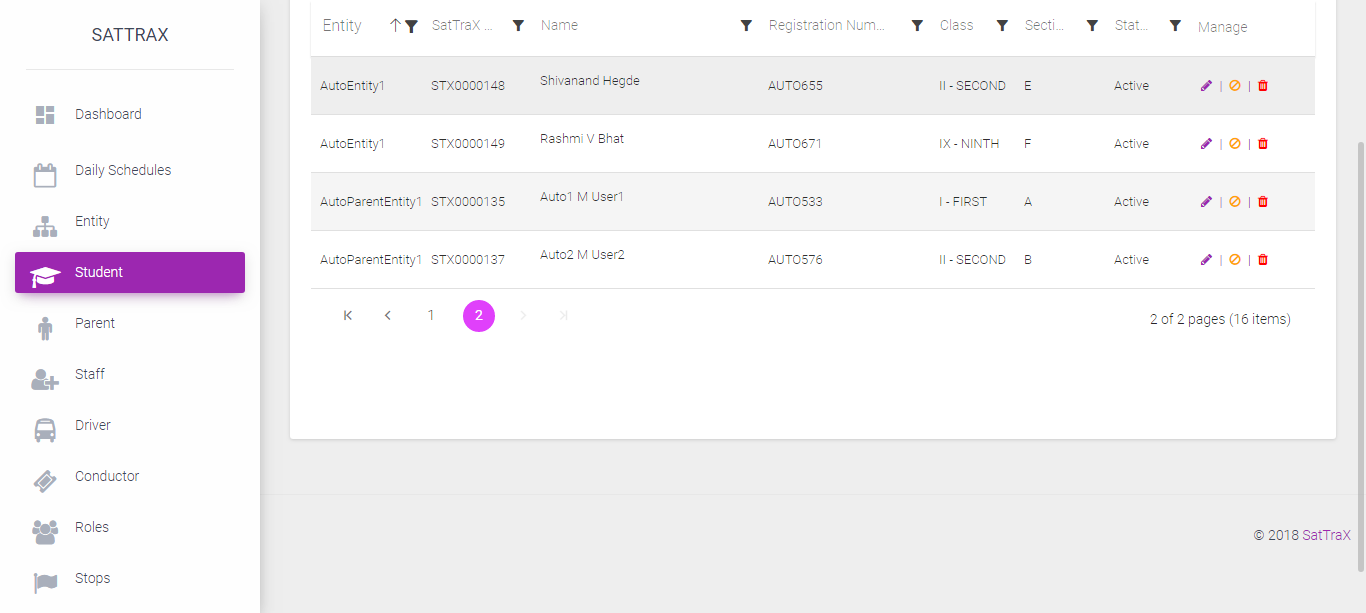 SATTRAX
Dashboard
Daily Schedules
Entity
Student
Parent
Staff
Driver
Conductor
Roles
Stops
Entity SatTraX ... Name Registration Num... Class Secti... Stat... Manage
AutoEntity1 STX0000148 Shivanand Hegde AUTO655 II - SECOND E Active | |
AutoEntity1 STX0000149 Rashmi V Bhat AUTO671 IX - NINTH F Active | |
AutoParentEntity1 STX0000135 Auto1 M User1 AUTO533 I - FIRST A Active | |
AutoParentEntity1 STX0000137 Auto2 M User2 AUTO576 II - SECOND B Active | |
1 2 2 of 2 pages (16 items)
© 2018 SatTraX